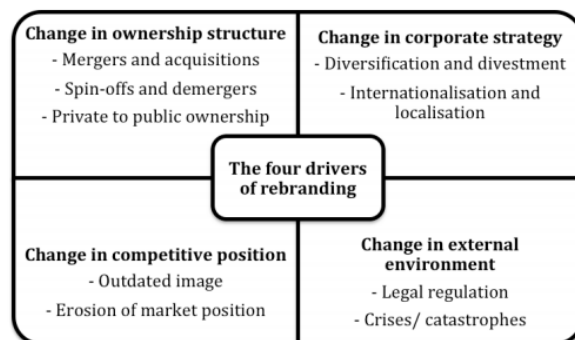 Change in ownership structure
- Mergers and acquisitions
- Spin-offs and demergers
- Private to public ownership
Change in corporate strategy
- Diversification and divestment
- Internationalisation and
localisation
The four drivers
of rebranding
Change in competitive position
- Outdated image
- Erosion of market position
Change in external
environment
- Legal regulation
- Crises/ catastrophes